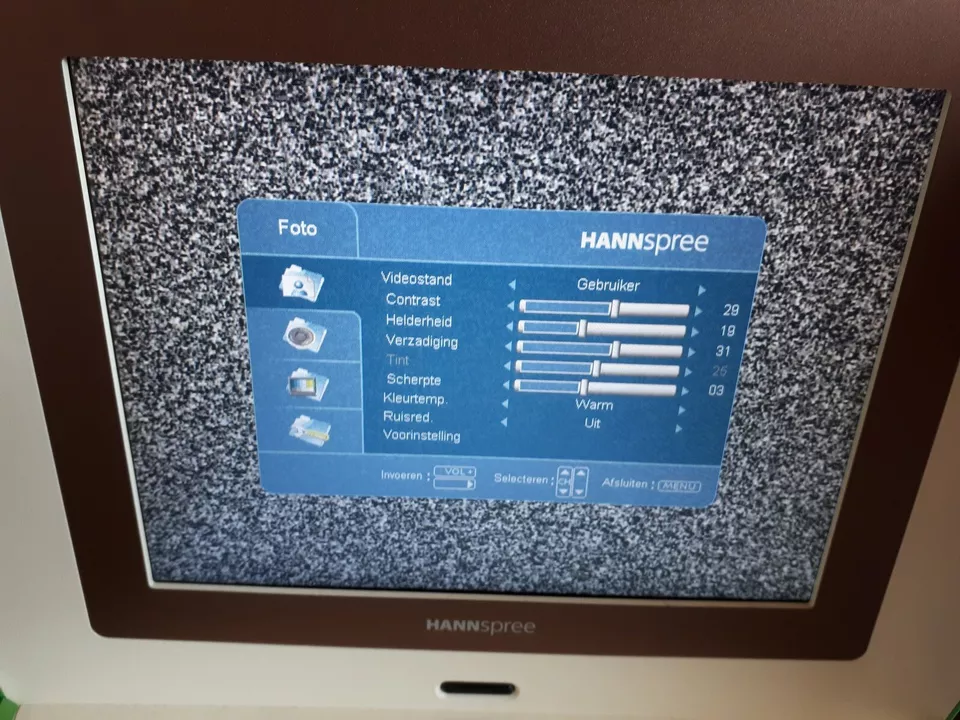 Foto
HANNspree
Videostand Gebruiker
Contrast 29
Helderheid 19
Verzadiging 31
Tint 25
Scherpte 03
Kleurtemp. Warm
Ruisred. Uit
Voorinstelling
Invoeren : VOL + Selecteren : CH Afsluiten : MENU
HANNspree